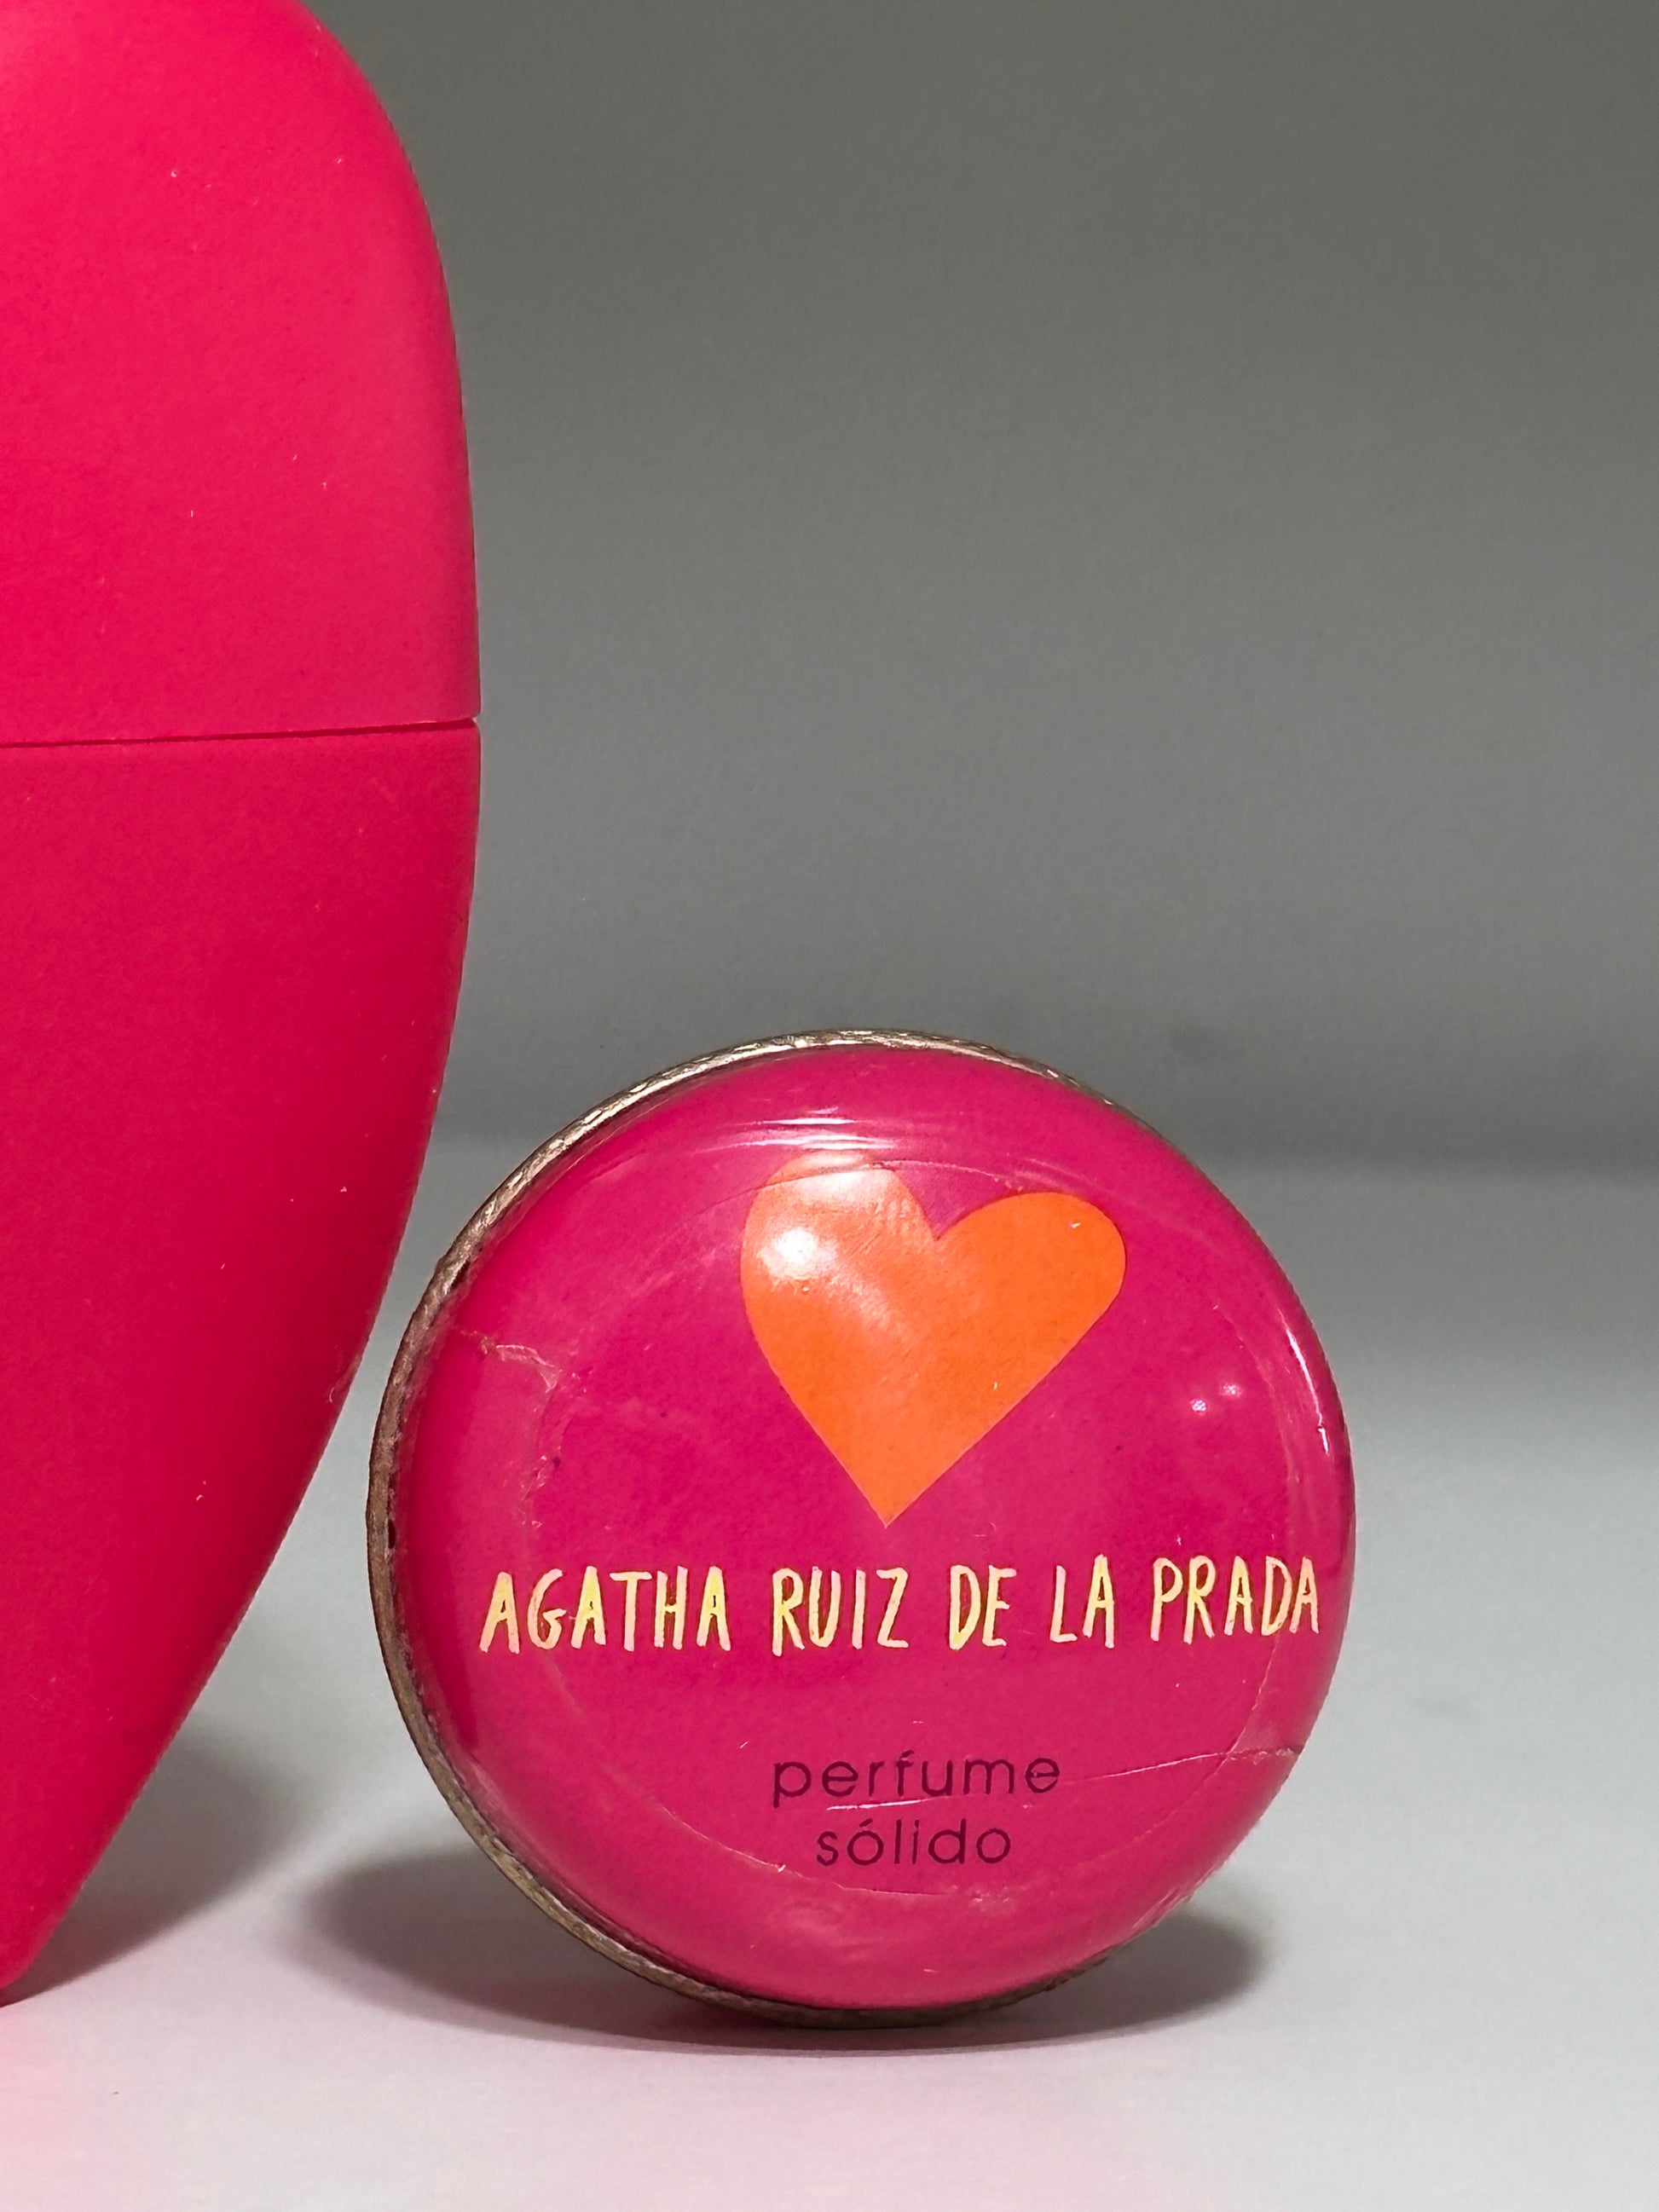 AGATHA RUIZ DE LA PRADA
perfume
sólido